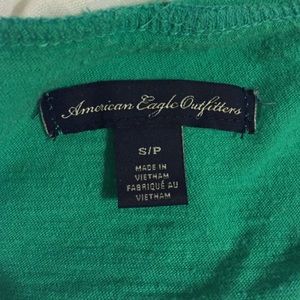 American Eagle Outfitters
S/P
MADE IN
VIETNAM
FABRIQUÉ AU
VIETNAM